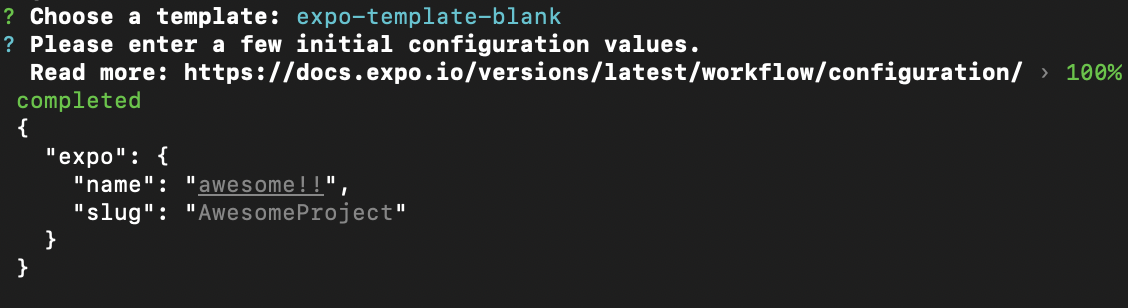 ? Choose a template: expo-template-blank
? Please enter a few initial configuration values.
  Read more: https://docs.expo.io/versions/latest/workflow/configuration/ › 100%
completed
{
  "expo": {
    "name": "awesome!!",
    "slug": "AwesomeProject"
  }
}